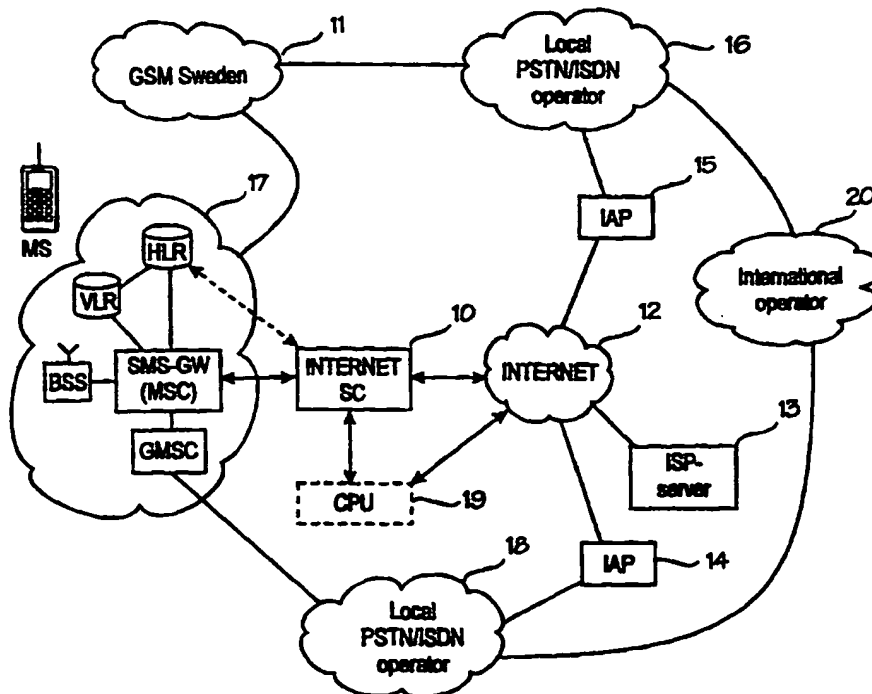 11
GSM Sweden
Local
PSTN/ISDN
operator
16
MS
17
HLR
VLR
BSS
SMS-GW
(MSC)
GMSC
15
IAP
20
International
operator
10
INTERNET
SC
12
INTERNET
13
ISP-
server
CPU
19
18
Local
PSTN/ISDN
operator
IAP
14